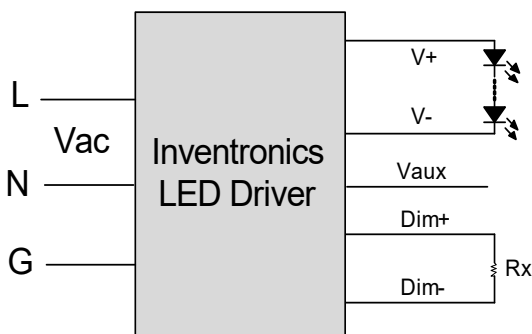 L
Vac
N
G
Inventronics
LED Driver
V+
V-
Vaux
Dim+
Rx
Dim-